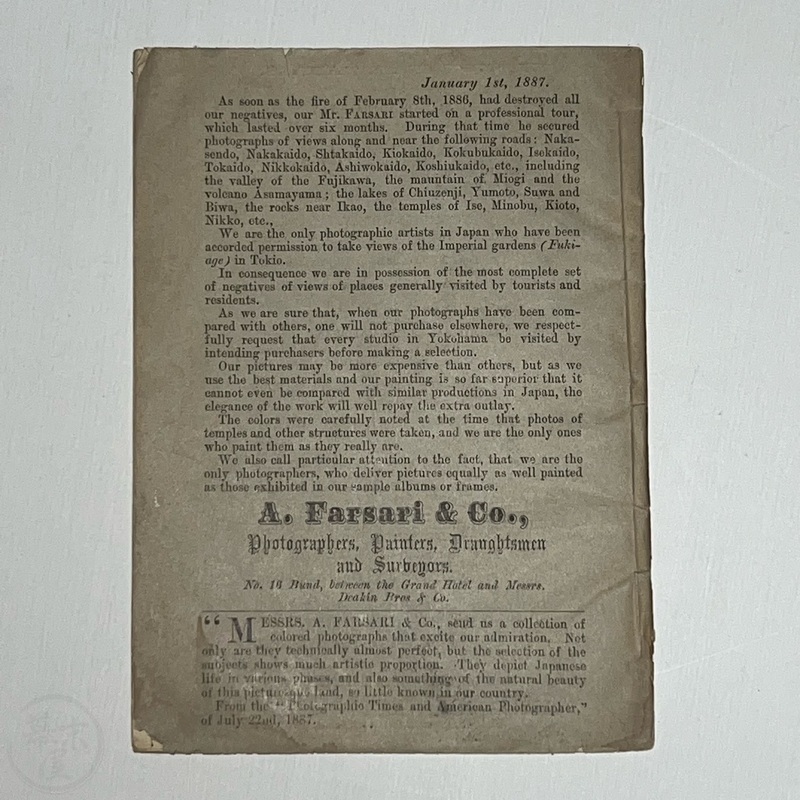 January 1st, 1887.
As soon as the fire of February 8th, 1886, had destroyed all
our negatives, our Mr. FARSARI started on a professional tour,
which lasted over six months. During that time he secured
photographs of views along and near the following roads: Naka-
sendo, Nakakaido, Shtakaido, Kiokaido, Kokubukaido, Isekaido,
Tokaido, Nikkokaido, Ashiwokaido, Koshiukaido, etc., including
the valley of the Fujikawa, the mauntain of Miogi and the
volcano Asamayama; the lakes of Chiuzenji, Yumoto, Suwa and
Biwa, the rocks near Ikao, the temples of Ise, Minobu, Kioto,
Nikko, etc.,
We are the only photographic artists in Japan who have been
accorded permission to take views of the Imperial gardens (Fuki-
age) in Tokio.
In consequence we are in possession of the most complete set
of negatives of views of places generally visited by tourists and
residents.
As we are sure that, when our photographs have been com-
pared with others, one will not purchase elsewhere, we respect-
fully request that every studio in Yokohama be visited by
intending purchasers before making a selection.
Our pictures may be more expensive than others, but as we
use the best materials and our painting is so far superior that it
cannot even be compared with similar productions in Japan, the
elegance of the work will well repay the extra outlay.
The colors were carefully noted at the time that photos of
temples and other structures were taken, and we are the only ones
who paint them as they really are.
We also call particular attention to the fact, that we are the
only photographers, who deliver pictures equally as well painted
as those exhibited in our sample albums or frames.
A. Farsari & Co.,
Photographers, Painters, Draughtsmen
and Surveyors.
No. 16 Bund, between the Grand Hotel and Messrs.
Deakin Bros & Co.
"MESSRS. A. FARSARI & Co., send us a collection of
colored photographs that excite our admiration. Not
only are they technically almost perfect, but the selection of the
subjects shows much artistic proportion. They depict Japanese
life in various phases, and also something of the natural beauty
of this picturesque land, so little known in our country.
From the "Photographic Times and American Photographer,"
of July 22nd, 1887.